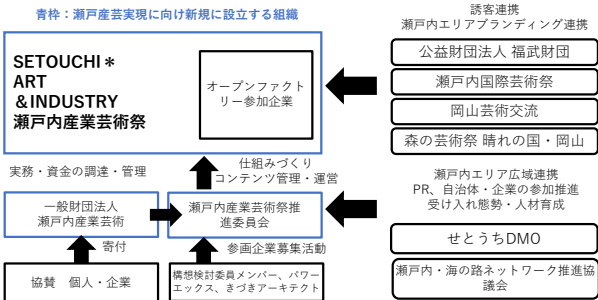 青枠：瀬戸産芸実現に向け新規に設立する組織
SETOUCHI＊
ART
＆INDUSTRY
瀬戸内産業芸術祭
オープンファクト
リー参加企業
誘客連携
瀬戸内エリアブランディング連携
公益財団法人 福武財団
瀬戸内国際芸術祭
岡山芸術交流
森の芸術祭 晴れの国・岡山
実務・資金の調達・管理
仕組みづくり
コンテンツ管理・運営
瀬戸内エリア広域連携
PR、自治体・企業の参加推進
受け入れ態勢・人材育成
一般財団法人
瀬戸内産業芸術
瀬戸内産業芸術祭推
進委員会
せとうちDMO
瀬戸内・海の路ネットワーク推進協
議会
寄付
参画企業募集活動
協賛 個人・企業
構想検討委員メンバー、パワー
エックス、きづきアーキテクト